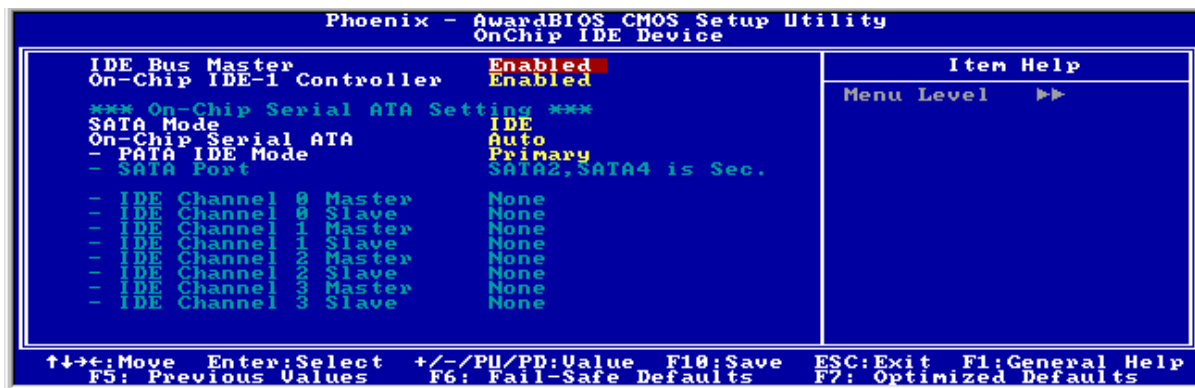 Phoenix - AwardBIOS CMOS Setup Utility
OnChip IDE Device
IDE Bus Master Enabled
On-Chip IDE-1 Controller Enabled
*** On-Chip Serial ATA Setting ***
SATA Mode IDE
On-Chip Serial ATA Auto
- PATA IDE Mode Primary
- SATA Port SATA2,SATA4 is Sec.
- IDE Channel 0 Master None
- IDE Channel 0 Slave None
- IDE Channel 1 Master None
- IDE Channel 1 Slave None
- IDE Channel 2 Master None
- IDE Channel 2 Slave None
- IDE Channel 3 Master None
- IDE Channel 3 Slave None
Item Help
Menu Level ►►
↑↓→←:Move Enter:Select +/-/PU/PD:Value F10:Save ESC:Exit F1:General Help
F5: Previous Values F6: Fail-Safe Defaults F7: Optimized Defaults